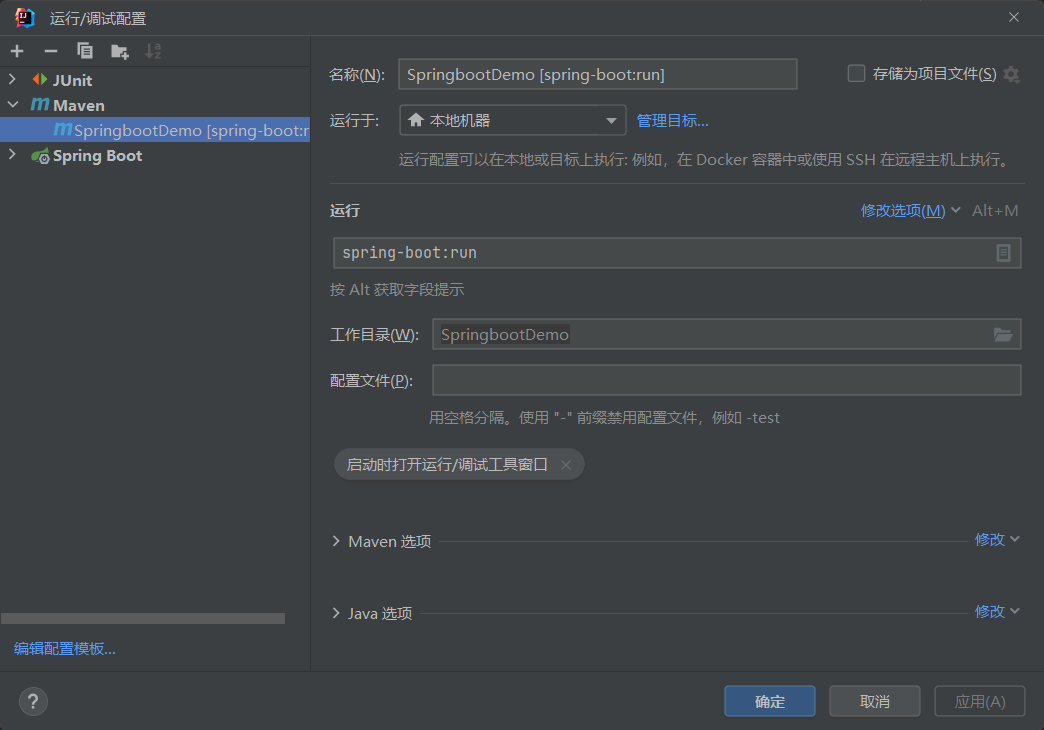 运行/调试配置
JUnit
Maven
SpringbootDemo [spring-boot:r
Spring Boot
编辑配置模板...
名称(N): SpringbootDemo [spring-boot:run] 存储为项目文件(S)
运行于: 本地机器 管理目标...
运行配置可以在本地或目标上执行: 例如，在 Docker 容器中或使用 SSH 在远程主机上执行。
运行 修改选项(M) Alt+M
spring-boot:run
按 Alt 获取字段提示
工作目录(W): SpringbootDemo
配置文件(P):
用空格分隔。使用 "-" 前缀禁用配置文件，例如 -test
启动时打开运行/调试工具窗口
Maven 选项 修改
Java 选项 修改
? 确定 取消 应用(A)